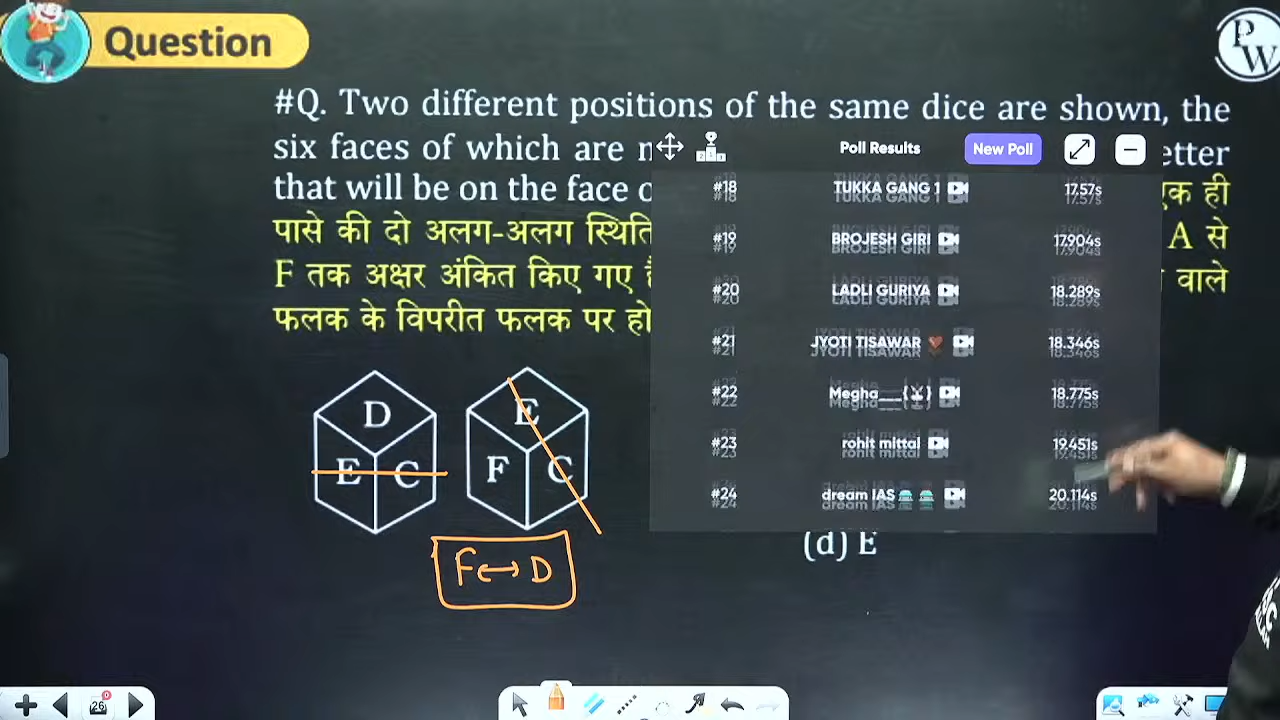 Question
PW
#Q. Two different positions of the same dice are shown, the
six faces of which are etter
that will be on the face एक ही
पासे की दो अलग-अलग A से
F तक अक्षर अंकित किए गए वाले
फलक के विपरीत फलक पर
Poll Results New Poll
#18 TUKKA GANG 1 17.57s
#19 BROJESH GIRI 17.904s
#20 LADLI GURIYA 18.289s
#21 JYOTI TISAWAR 18.346s
#22 Megha__{} 18.775s
#23 rohit mittal 19.451s
#24 dream IAS 20.114s
D E
E C F C
(d) E
F↔D
26